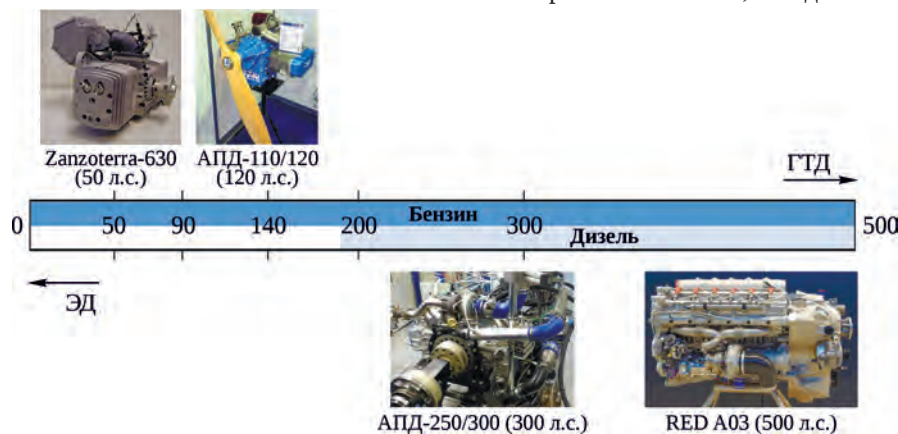 Zanzoterra-630
(50 л.с.)
АПД-110/120
(120 л.с.)
ГТД
Бензин
0 50 90 140 200 300 500
Дизель
ЭД
АПД-250/300 (300 л.с.)
RED A03 (500 л.с.)